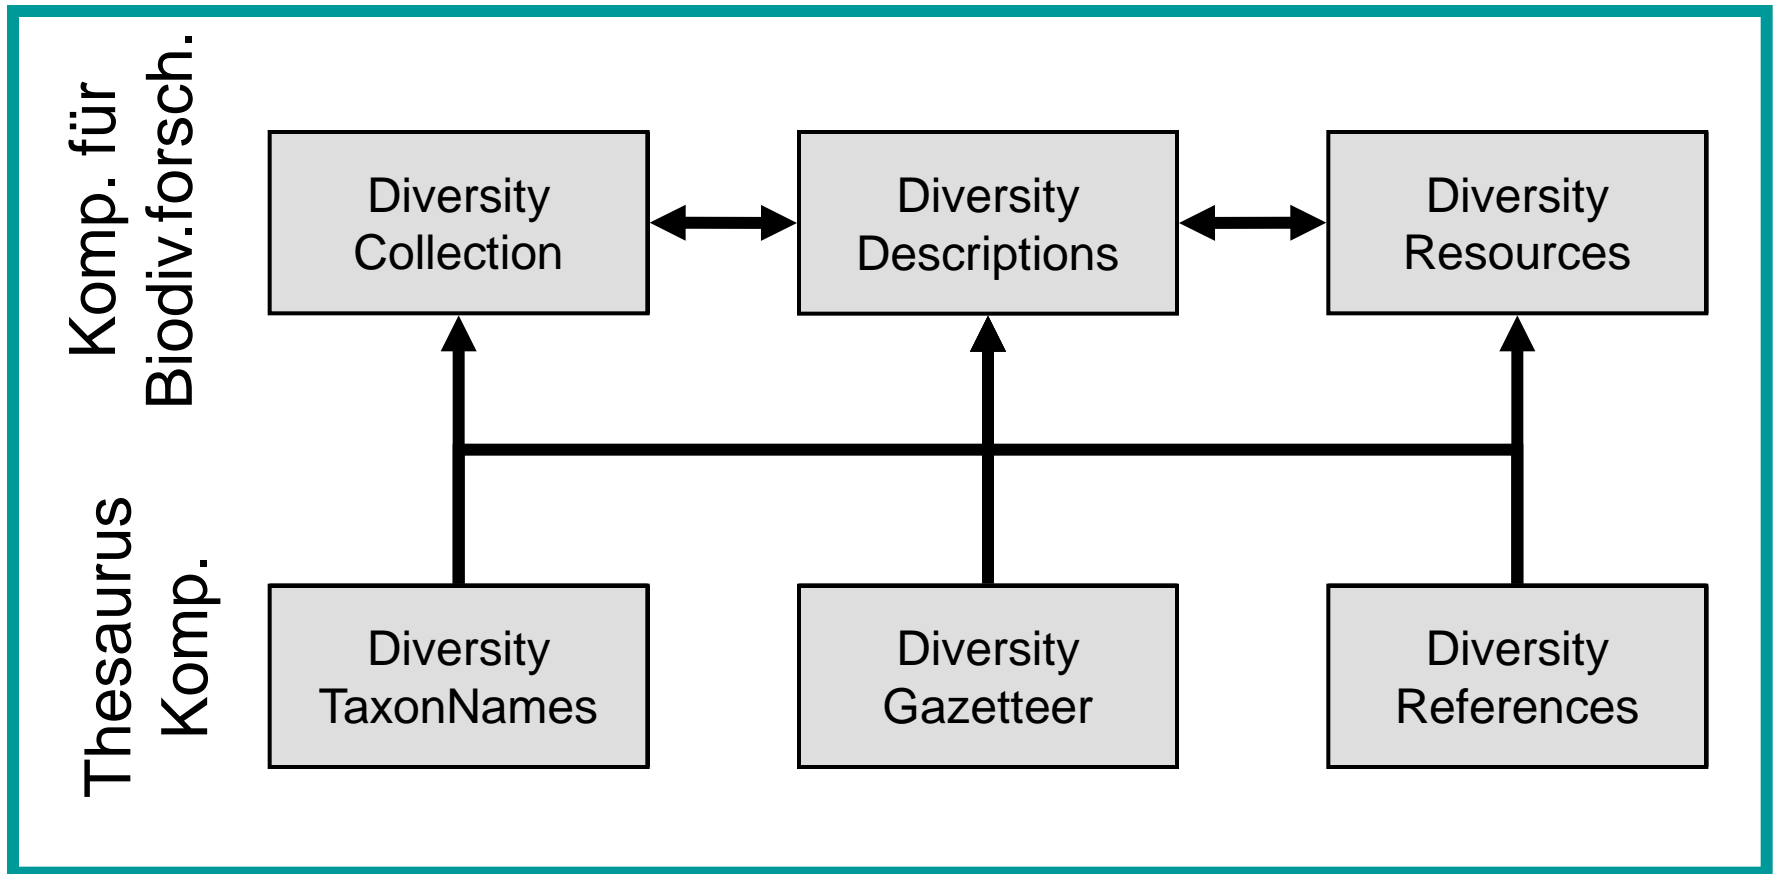 Komp. für
Biodiv.forsch.
Diversity
Collection
Diversity
Descriptions
Diversity
Resources
Thesaurus
Komp.
Diversity
TaxonNames
Diversity
Gazetteer
Diversity
References